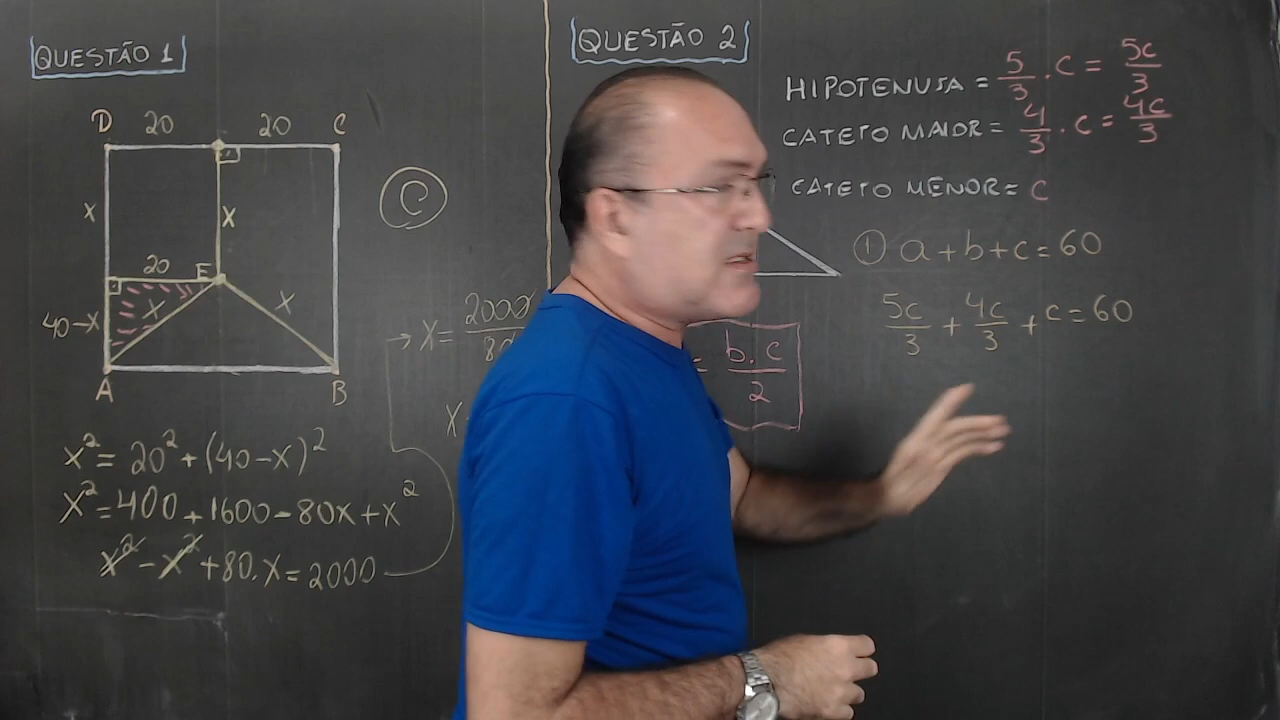 QUESTÃO 1
D 20 20 C
X X
20 E
40-X X X
A B
X² = 20² + (40-X)²
X² = 400 + 1600 - 80X + X²
X² - X² + 80.X = 2000
C
→ X = 2000/80
X
QUESTÃO 2
HIPOTENUSA = 5/3 . C = 5C/3
CATETO MAIOR = 4/3 . C = 4C/3
CATETO MENOR = C
① a + b + c = 60
5C/3 + 4C/3 + C = 60
= b.c/2